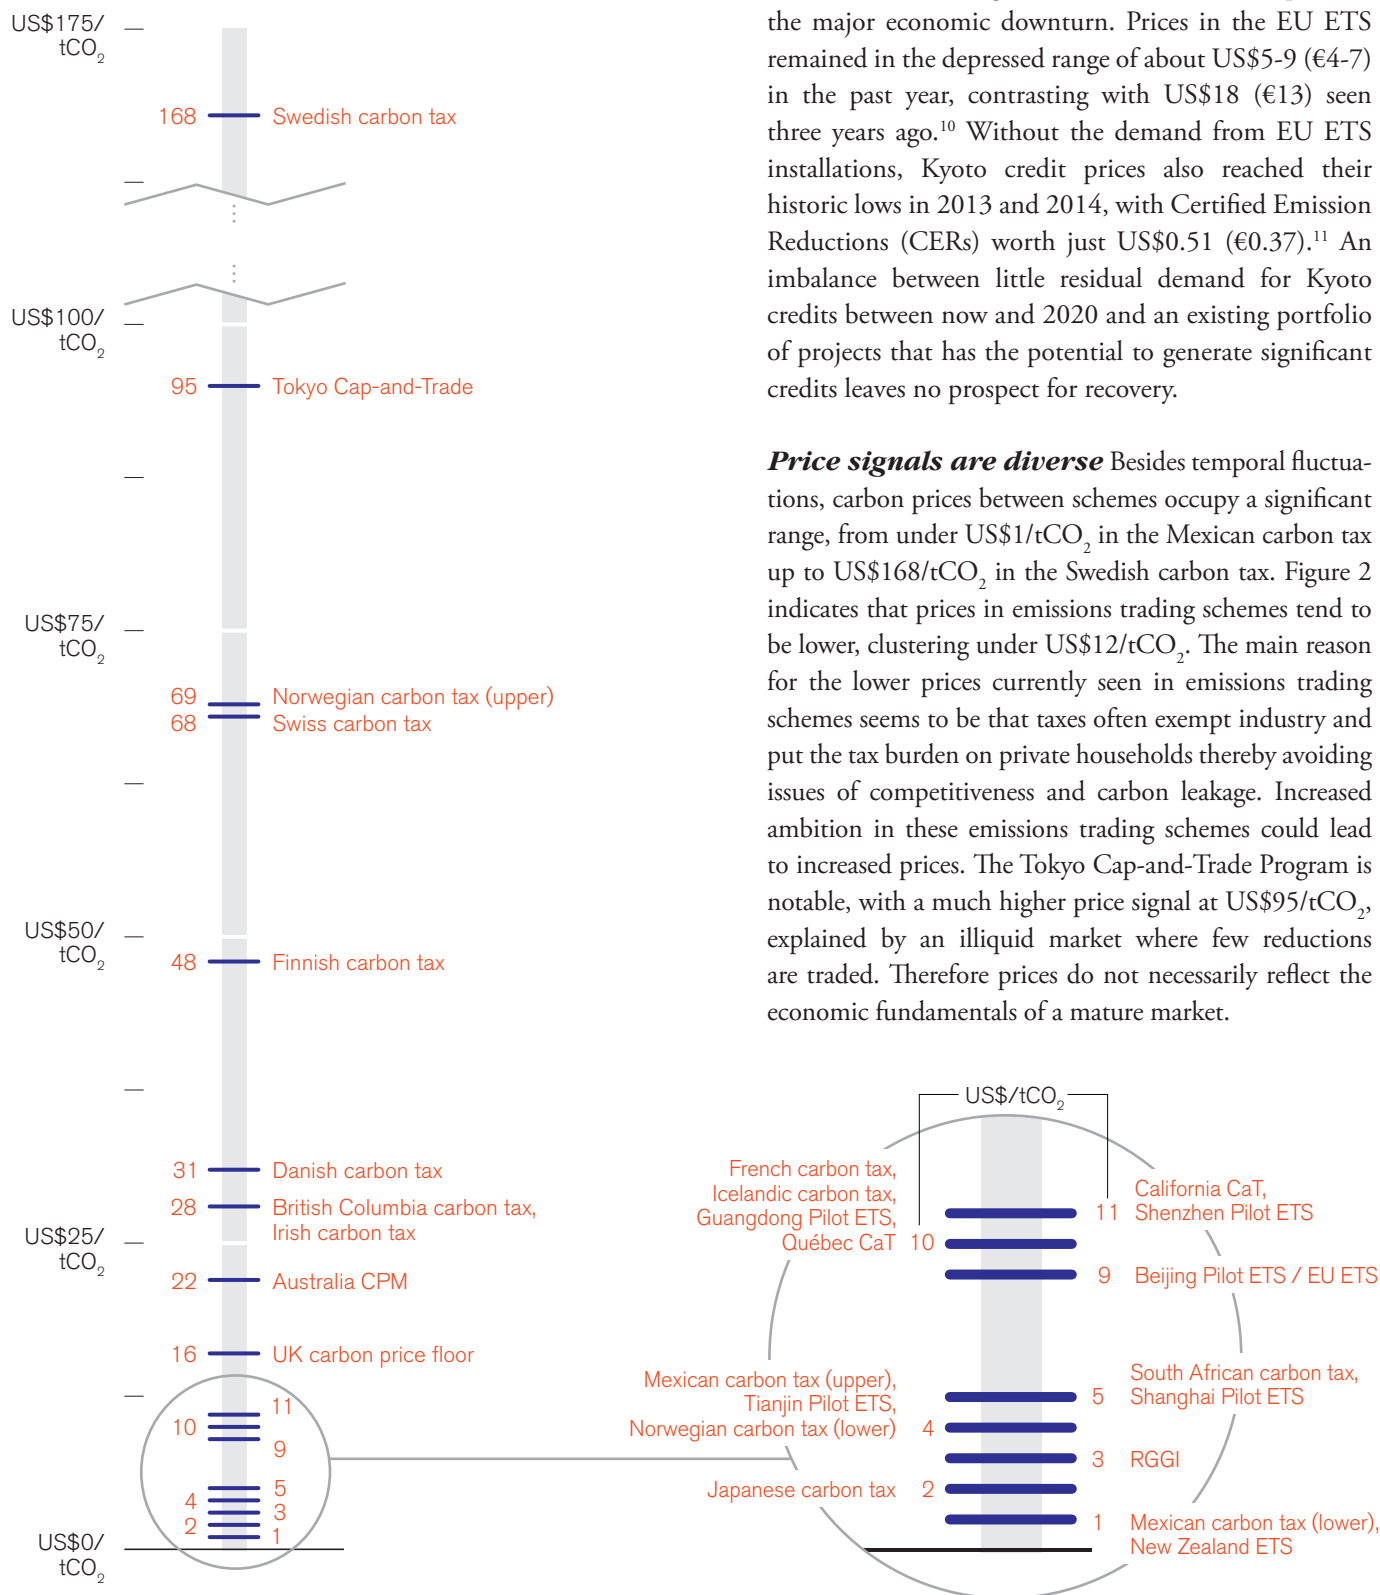 US$175/
tCO2
168 Swedish carbon tax
US$100/
tCO2
95 Tokyo Cap-and-Trade
US$75/
tCO2
69 Norwegian carbon tax (upper)
68 Swiss carbon tax
US$50/
tCO2
48 Finnish carbon tax
31 Danish carbon tax
28 British Columbia carbon tax,
Irish carbon tax
US$25/
tCO2
22 Australia CPM
16 UK carbon price floor
11
10
9
5
4
3
2
1
US$0/
tCO2
the major economic downturn. Prices in the EU ETS
remained in the depressed range of about US$5-9 (€4-7)
in the past year, contrasting with US$18 (€13) seen
three years ago.10 Without the demand from EU ETS
installations, Kyoto credit prices also reached their
historic lows in 2013 and 2014, with Certified Emission
Reductions (CERs) worth just US$0.51 (€0.37).11 An
imbalance between little residual demand for Kyoto
credits between now and 2020 and an existing portfolio
of projects that has the potential to generate significant
credits leaves no prospect for recovery.
Price signals are diverse Besides temporal fluctua-
tions, carbon prices between schemes occupy a significant
range, from under US$1/tCO2 in the Mexican carbon tax
up to US$168/tCO2 in the Swedish carbon tax. Figure 2
indicates that prices in emissions trading schemes tend to
be lower, clustering under US$12/tCO2. The main reason
for the lower prices currently seen in emissions trading
schemes seems to be that taxes often exempt industry and
put the tax burden on private households thereby avoiding
issues of competitiveness and carbon leakage. Increased
ambition in these emissions trading schemes could lead
to increased prices. The Tokyo Cap-and-Trade Program is
notable, with a much higher price signal at US$95/tCO2,
explained by an illiquid market where few reductions
are traded. Therefore prices do not necessarily reflect the
economic fundamentals of a mature market.
US$/tCO2
French carbon tax,
Icelandic carbon tax,
Guangdong Pilot ETS,
Québec CaT 10
11 California CaT,
Shenzhen Pilot ETS
9 Beijing Pilot ETS / EU ETS
Mexican carbon tax (upper),
Tianjin Pilot ETS,
Norwegian carbon tax (lower) 4
5 South African carbon tax,
Shanghai Pilot ETS
3 RGGI
Japanese carbon tax 2
1 Mexican carbon tax (lower),
New Zealand ETS